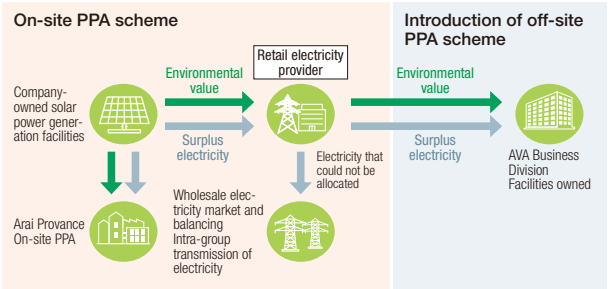 On-site PPA scheme
Introduction of off-site
PPA scheme
Retail electricity
provider
Company-
owned solar
power gener-
ation facilities
Environmental
value
Surplus
electricity
Environmental
value
Surplus
electricity
AVA Business
Division
Facilities owned
Electricity that
could not be
allocated
Arai Provance
On-site PPA
Wholesale elec-
tricity market and
balancing
Intra-group
transmission of
electricity